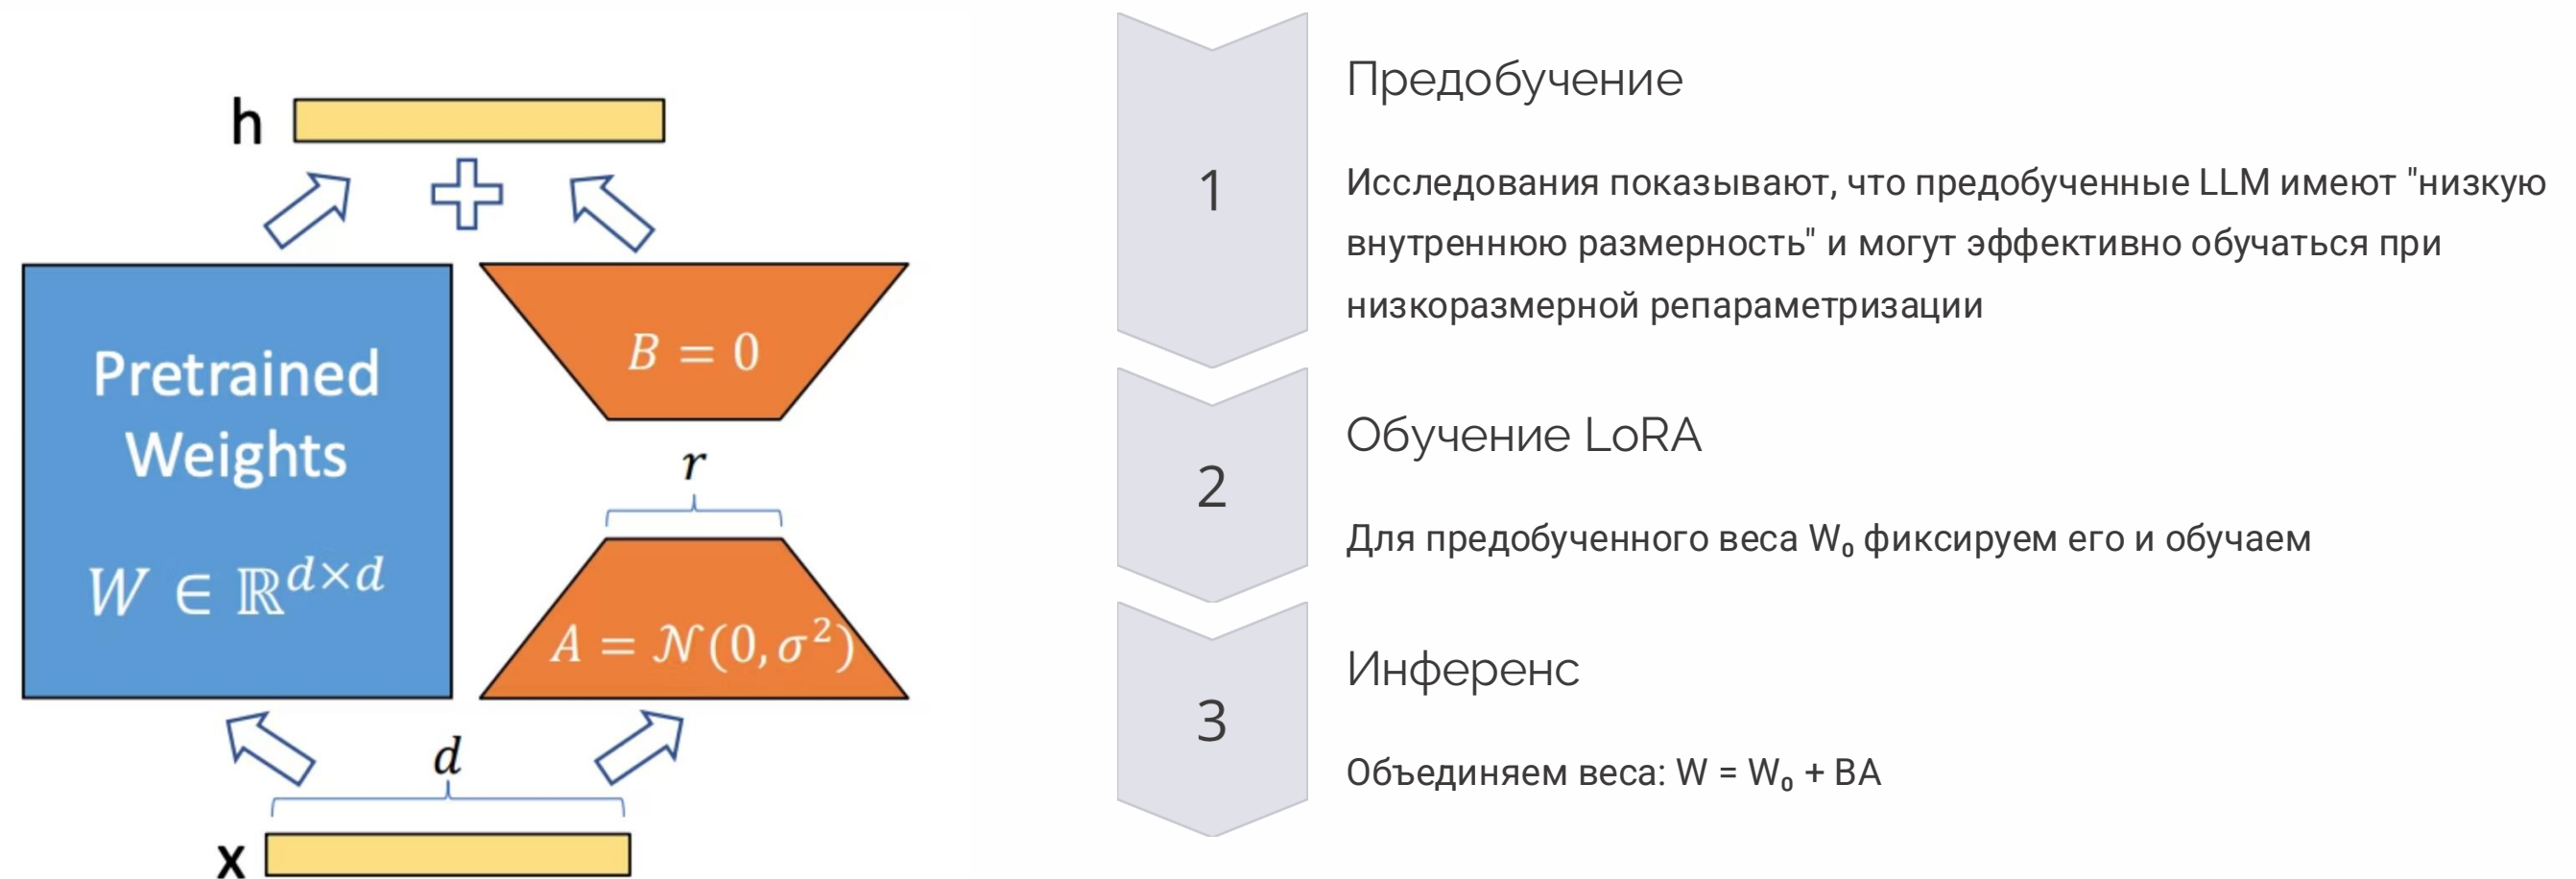 h
Pretrained
Weights
W ∈ ℝ^{d×d}
B = 0
r
A = 𝒩(0, σ²)
d
x
1
Предобучение
Исследования показывают, что предобученные LLM имеют "низкую
внутреннюю размерность" и могут эффективно обучаться при
низкоразмерной репараметризации
2
Обучение LoRA
Для предобученного веса W₀ фиксируем его и обучаем
3
Инференс
Объединяем веса: W = W₀ + BA